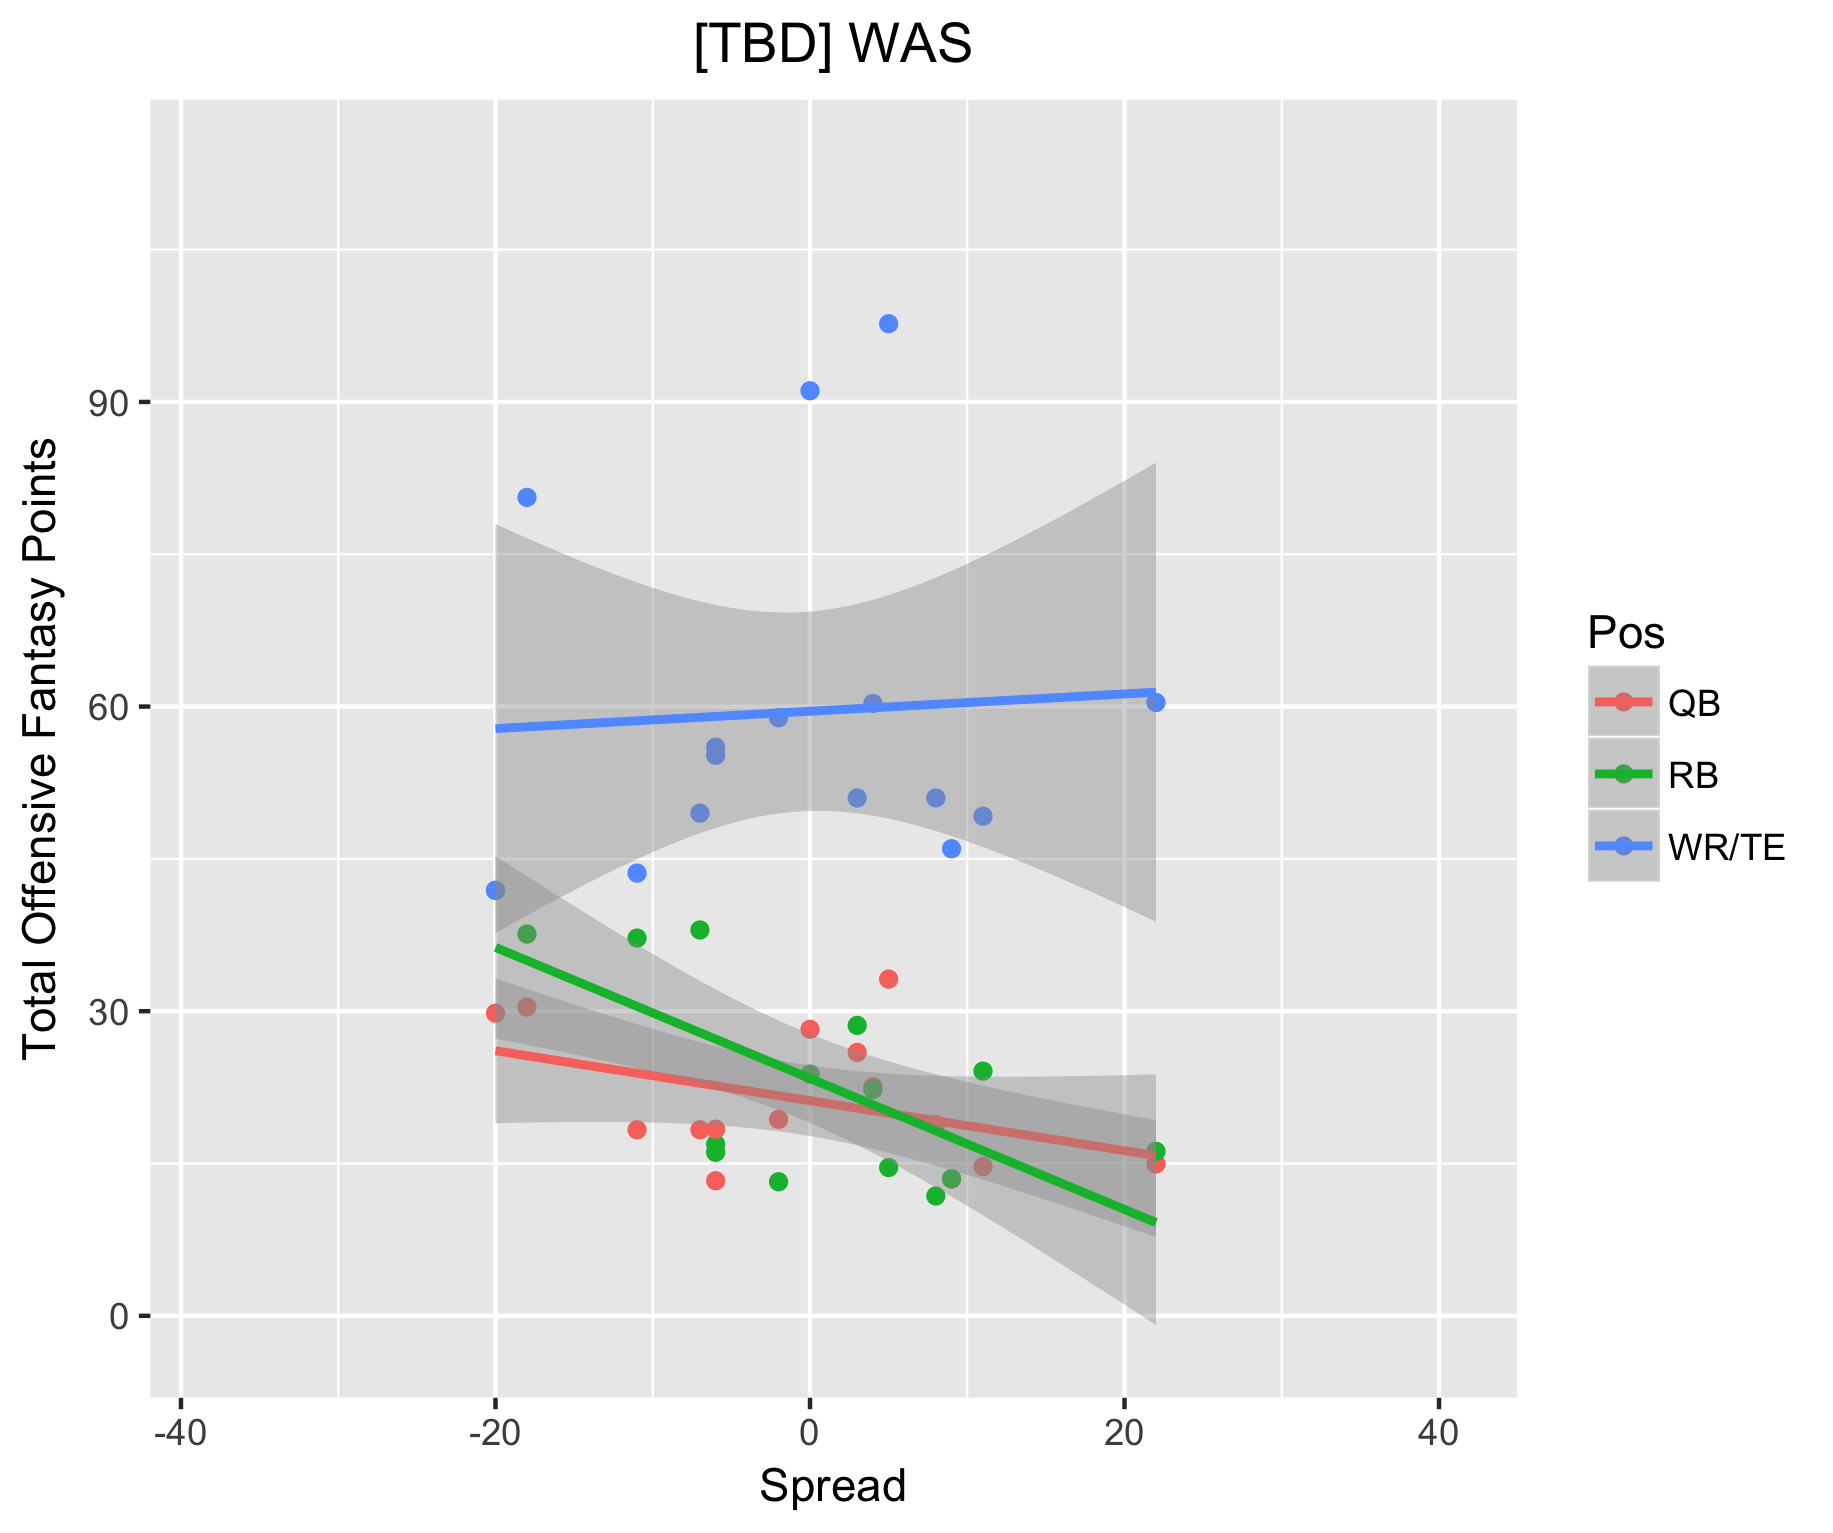 [TBD] WAS
Total Offensive Fantasy Points
90
60
30
0
-40
-20
0
20
40
Spread
Pos
QB
RB
WR/TE